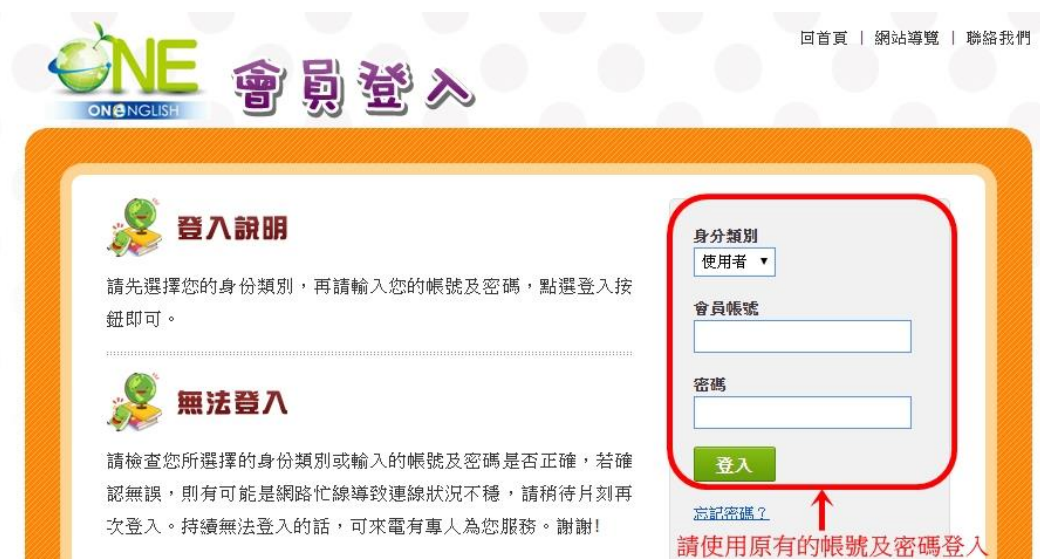 回首頁 | 網站導覽 | 聯絡我們
ONE
ONENGLISH
會員登入
登入說明
請先選擇您的身份類別，再請輸入您的帳號及密碼，點選登入按
鈕即可。
無法登入
請檢查您所選擇的身份類別或輸入的帳號及密碼是否正確，若確
認無誤，則有可能是網路忙線導致連線狀況不穩，請稍待片刻再
次登入。持續無法登入的話，可來電有專人為您服務。謝謝!
身分類別
使用者
會員帳號
密碼
登入
忘記密碼？
請使用原有的帳號及密碼登入